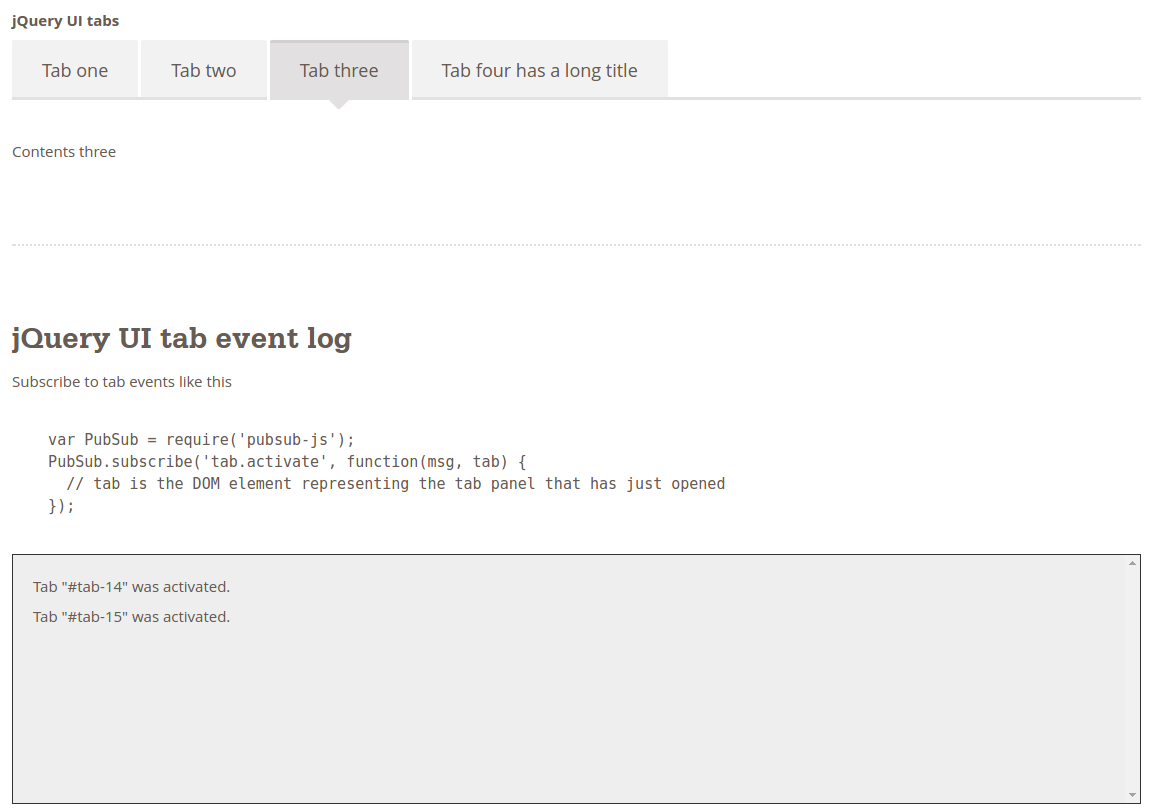 jQuery UI tabs
Tab one
Tab two
Tab three
Tab four has a long title
Contents three
jQuery UI tab event log
Subscribe to tab events like this
var PubSub = require('pubsub-js');
PubSub.subscribe('tab.activate', function(msg, tab) {
  // tab is the DOM element representing the tab panel that has just opened
});
Tab "#tab-14" was activated.
Tab "#tab-15" was activated.